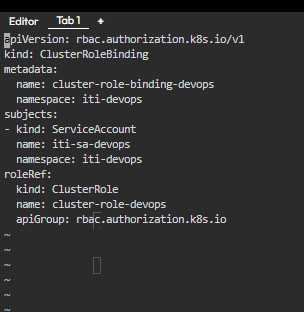 Editor Tab 1 +
apiVersion: rbac.authorization.k8s.io/v1
kind: ClusterRoleBinding
metadata:
  name: cluster-role-binding-devops
  namespace: iti-devops
subjects:
- kind: ServiceAccount
  name: iti-sa-devops
  namespace: iti-devops
roleRef:
  kind: ClusterRole
  name: cluster-role-devops
  apiGroup: rbac.authorization.k8s.io
~
~
~
~
~